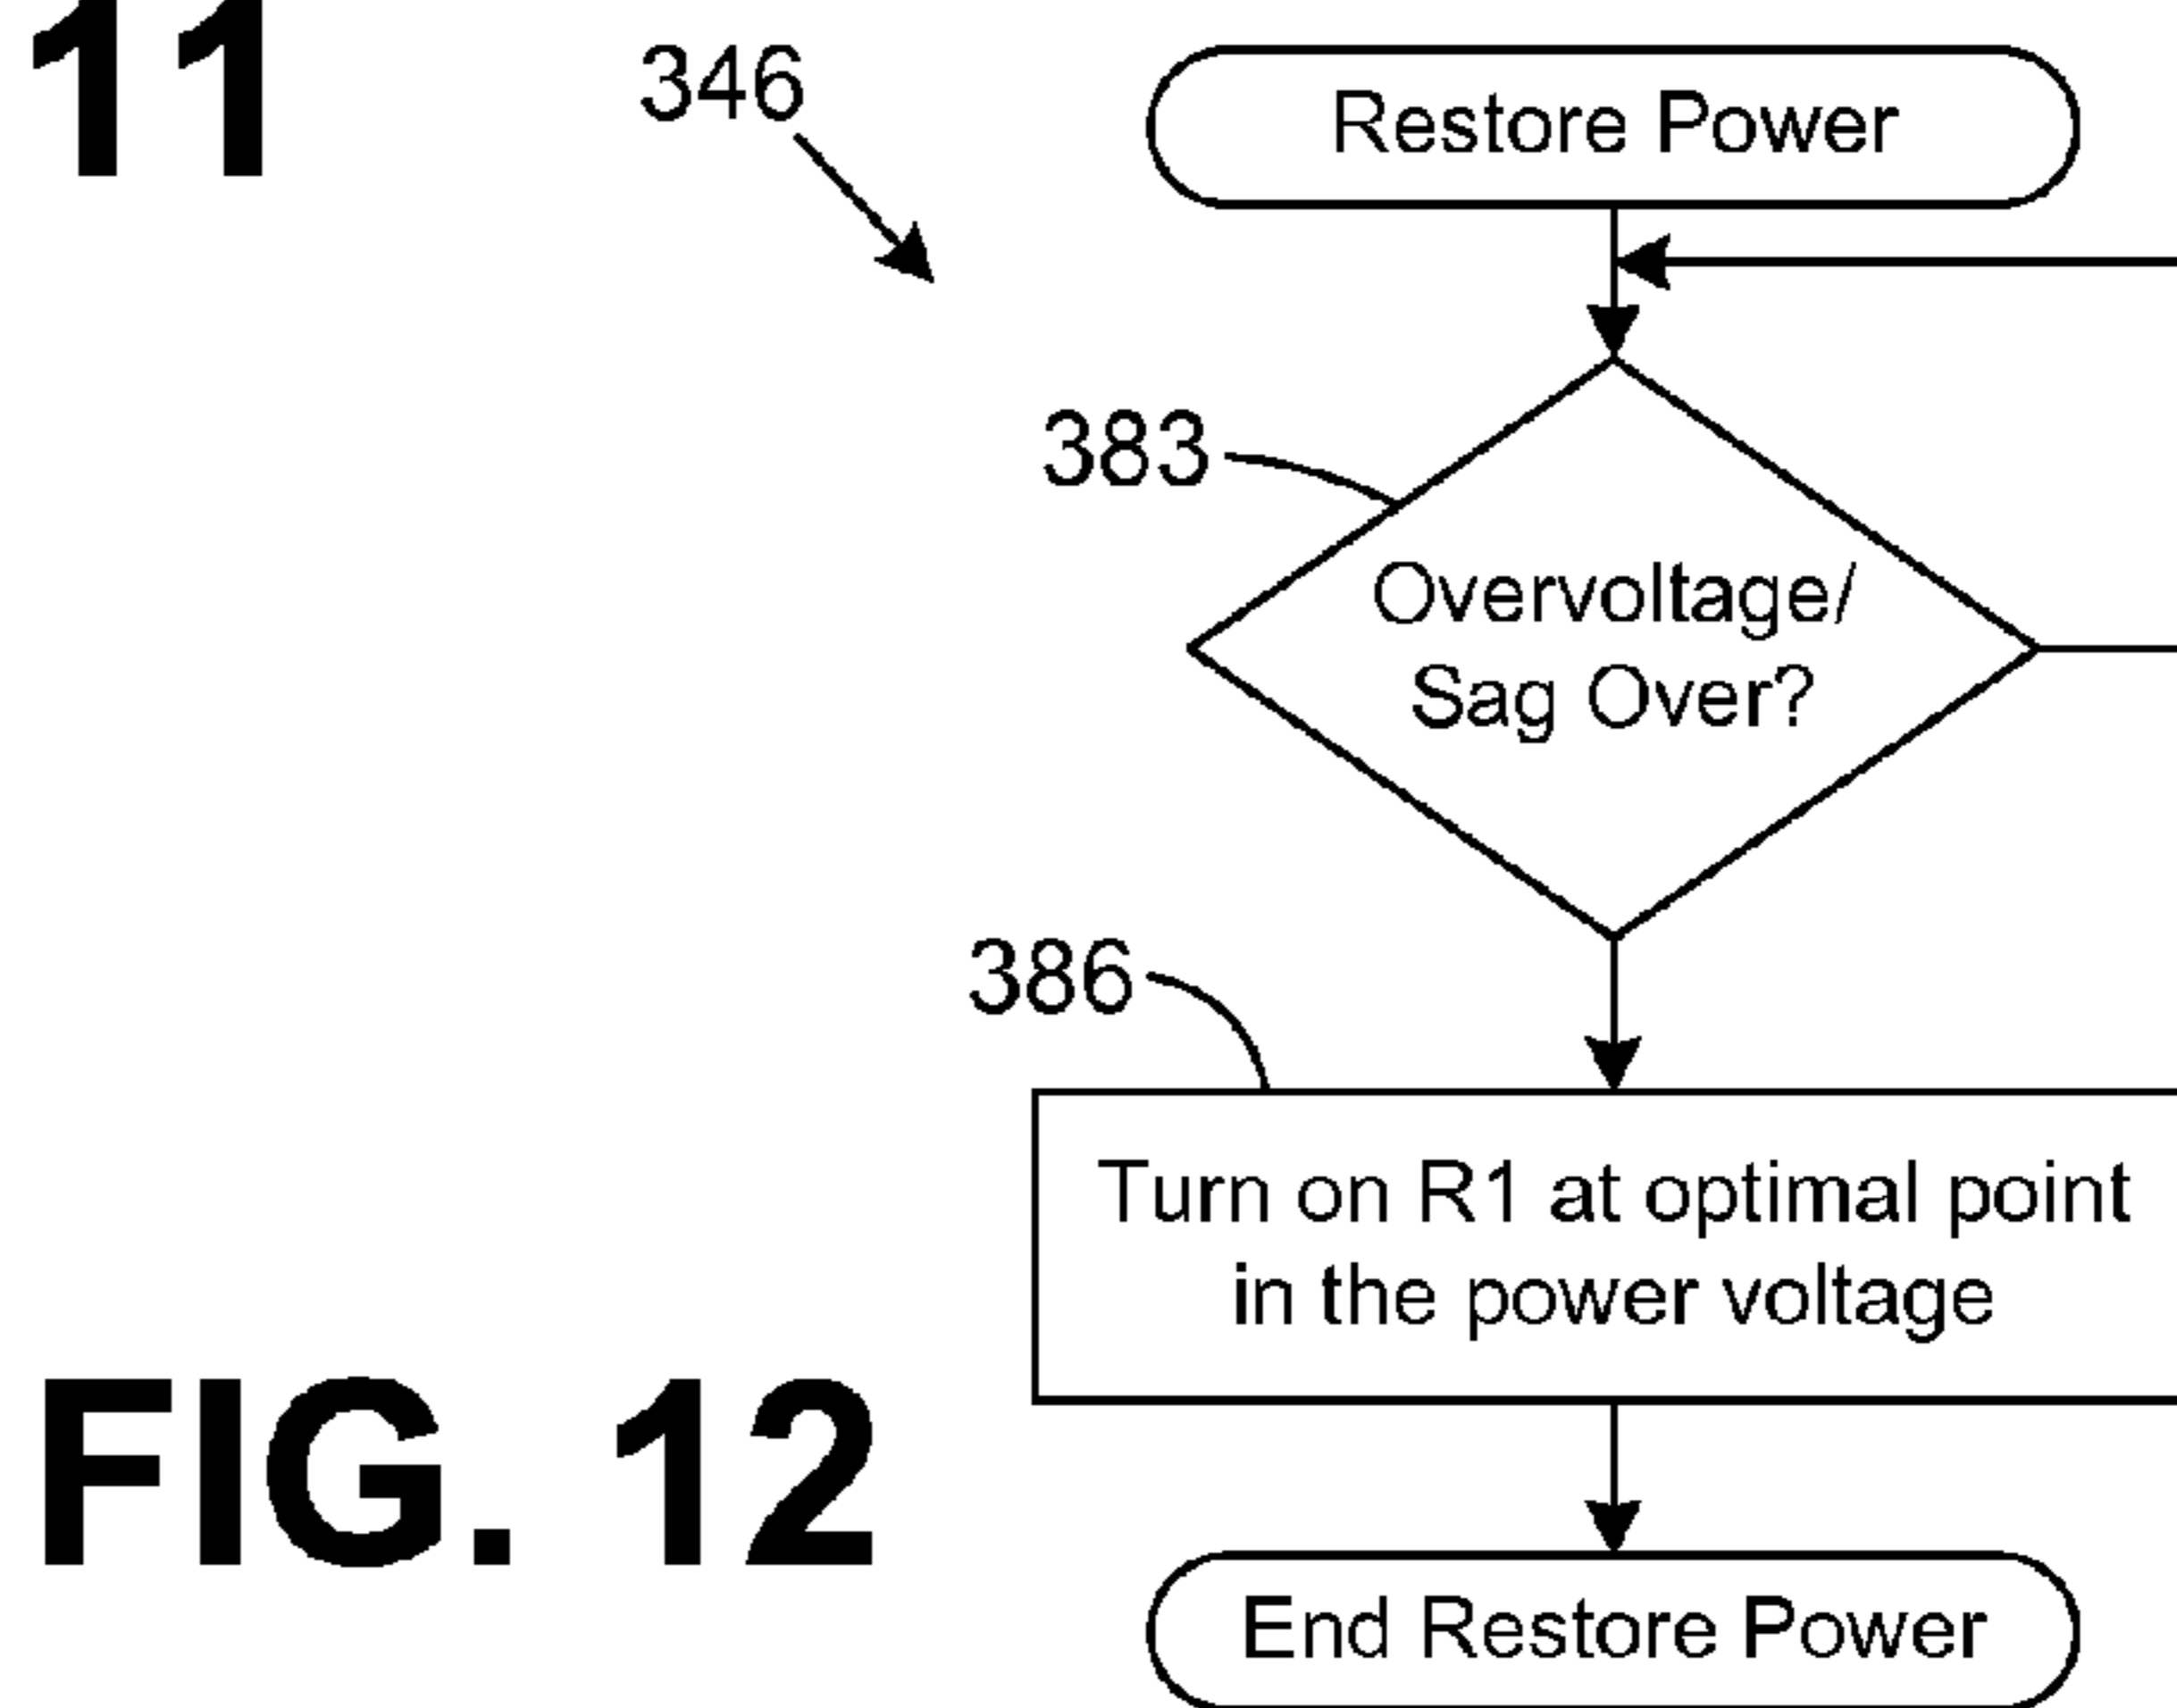 11
346
Restore Power
383
Overvoltage/
Sag Over?
386
Turn on R1 at optimal point
in the power voltage
FIG. 12
End Restore Power